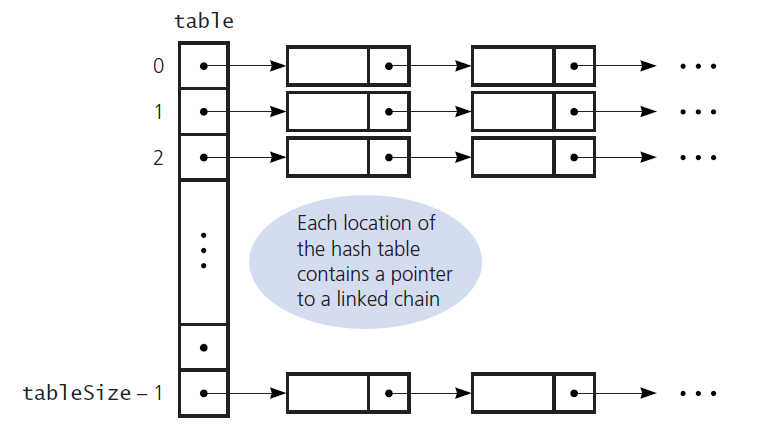 table
0
1
2
Each location of
the hash table
contains a pointer
to a linked chain
tableSize – 1